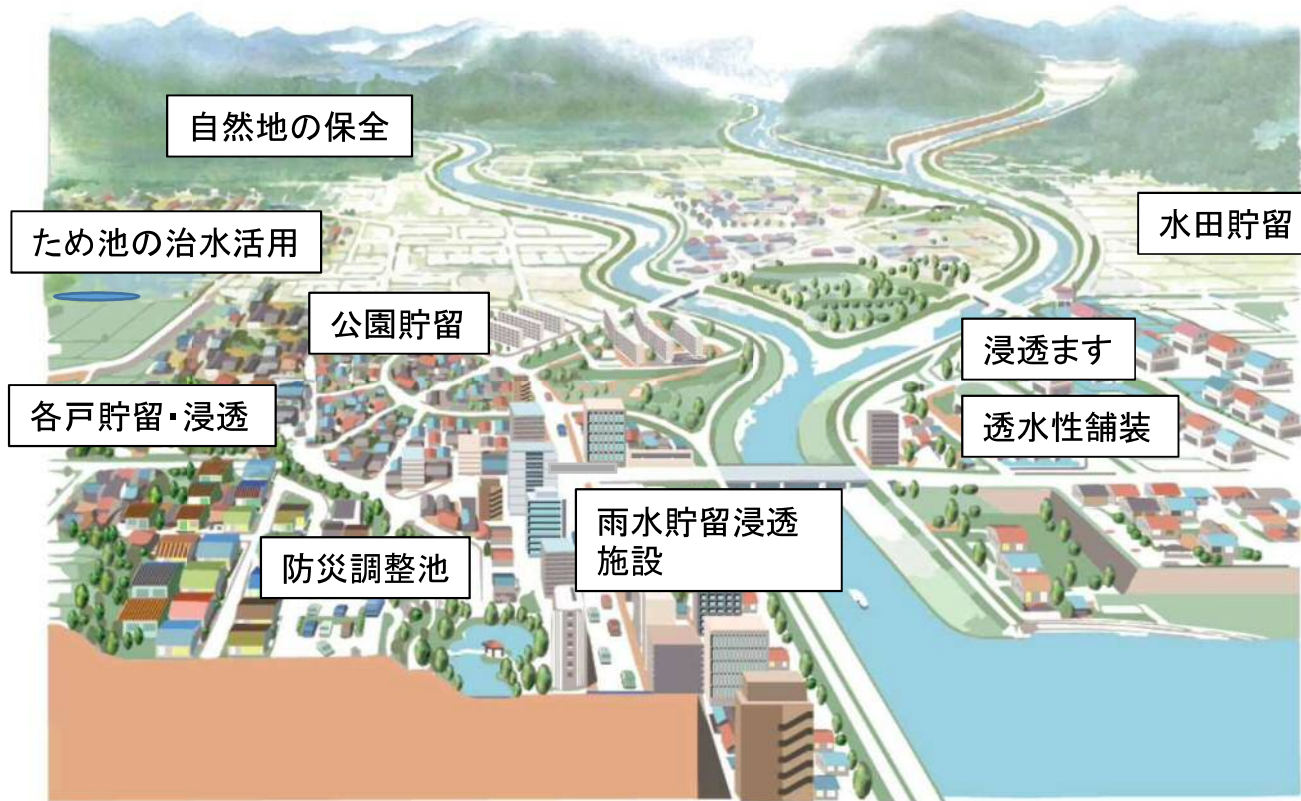 自然地の保全
ため池の治水活用
水田貯留
公園貯留
浸透ます
各戸貯留・浸透
透水性舗装
雨水貯留浸透
施設
防災調整池